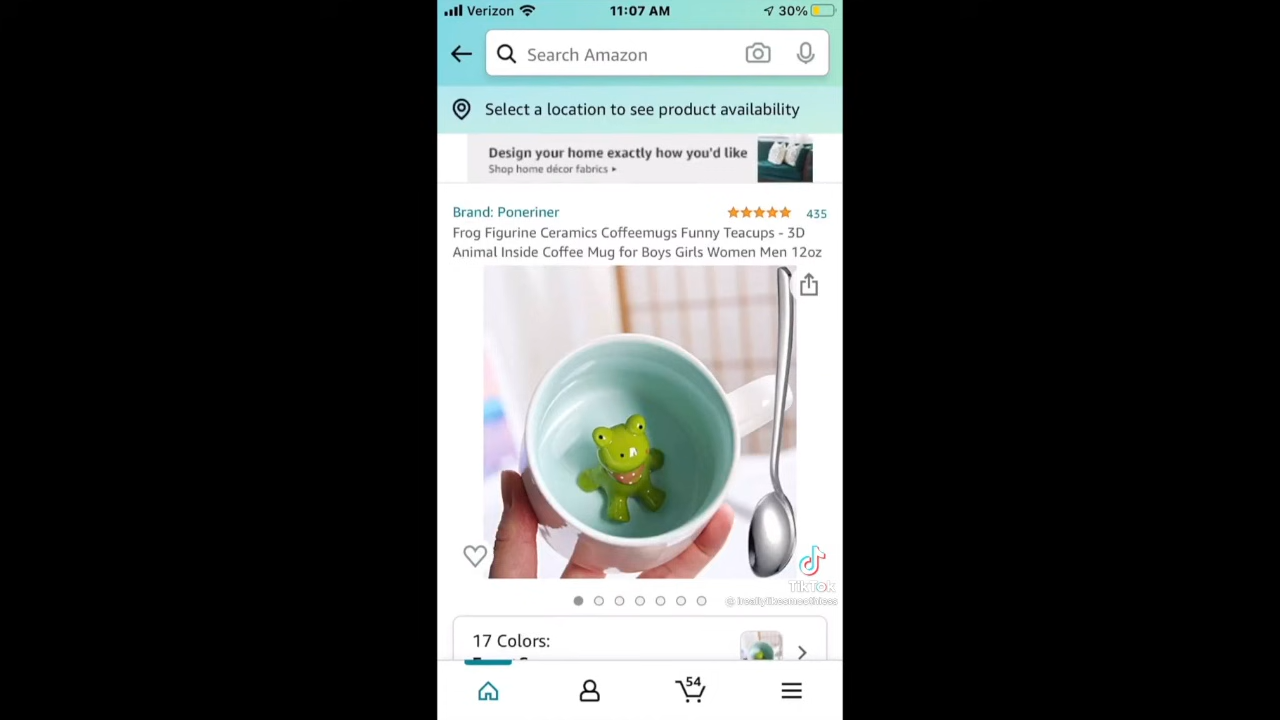 Verizon 11:07 AM 30%
Search Amazon
Select a location to see product availability
Design your home exactly how you'd like
Shop home décor fabrics ▸
Brand: Poneriner 435
Frog Figurine Ceramics Coffeemugs Funny Teacups - 3D
Animal Inside Coffee Mug for Boys Girls Women Men 12oz
TikTok
@ ireallylikesmoothiess
17 Colors:
54